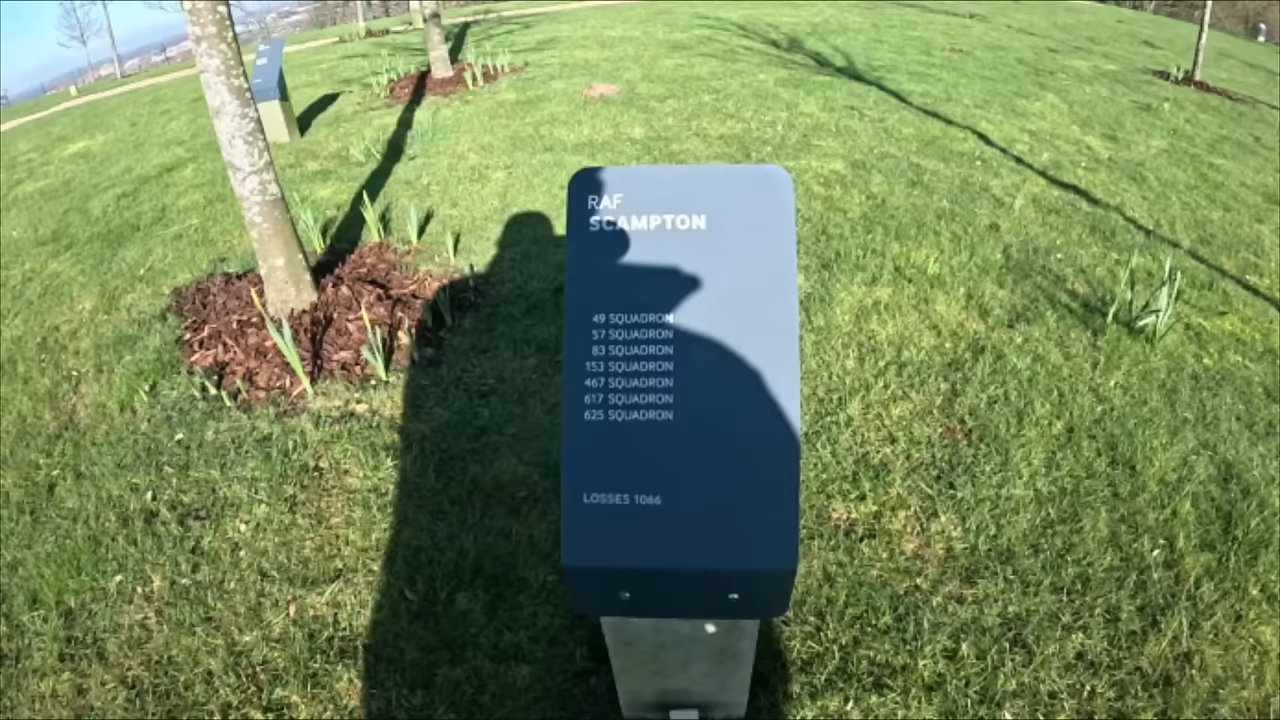 RAF
SCAMPTON
49 SQUADRON
57 SQUADRON
83 SQUADRON
153 SQUADRON
467 SQUADRON
617 SQUADRON
625 SQUADRON
LOSSES 1066